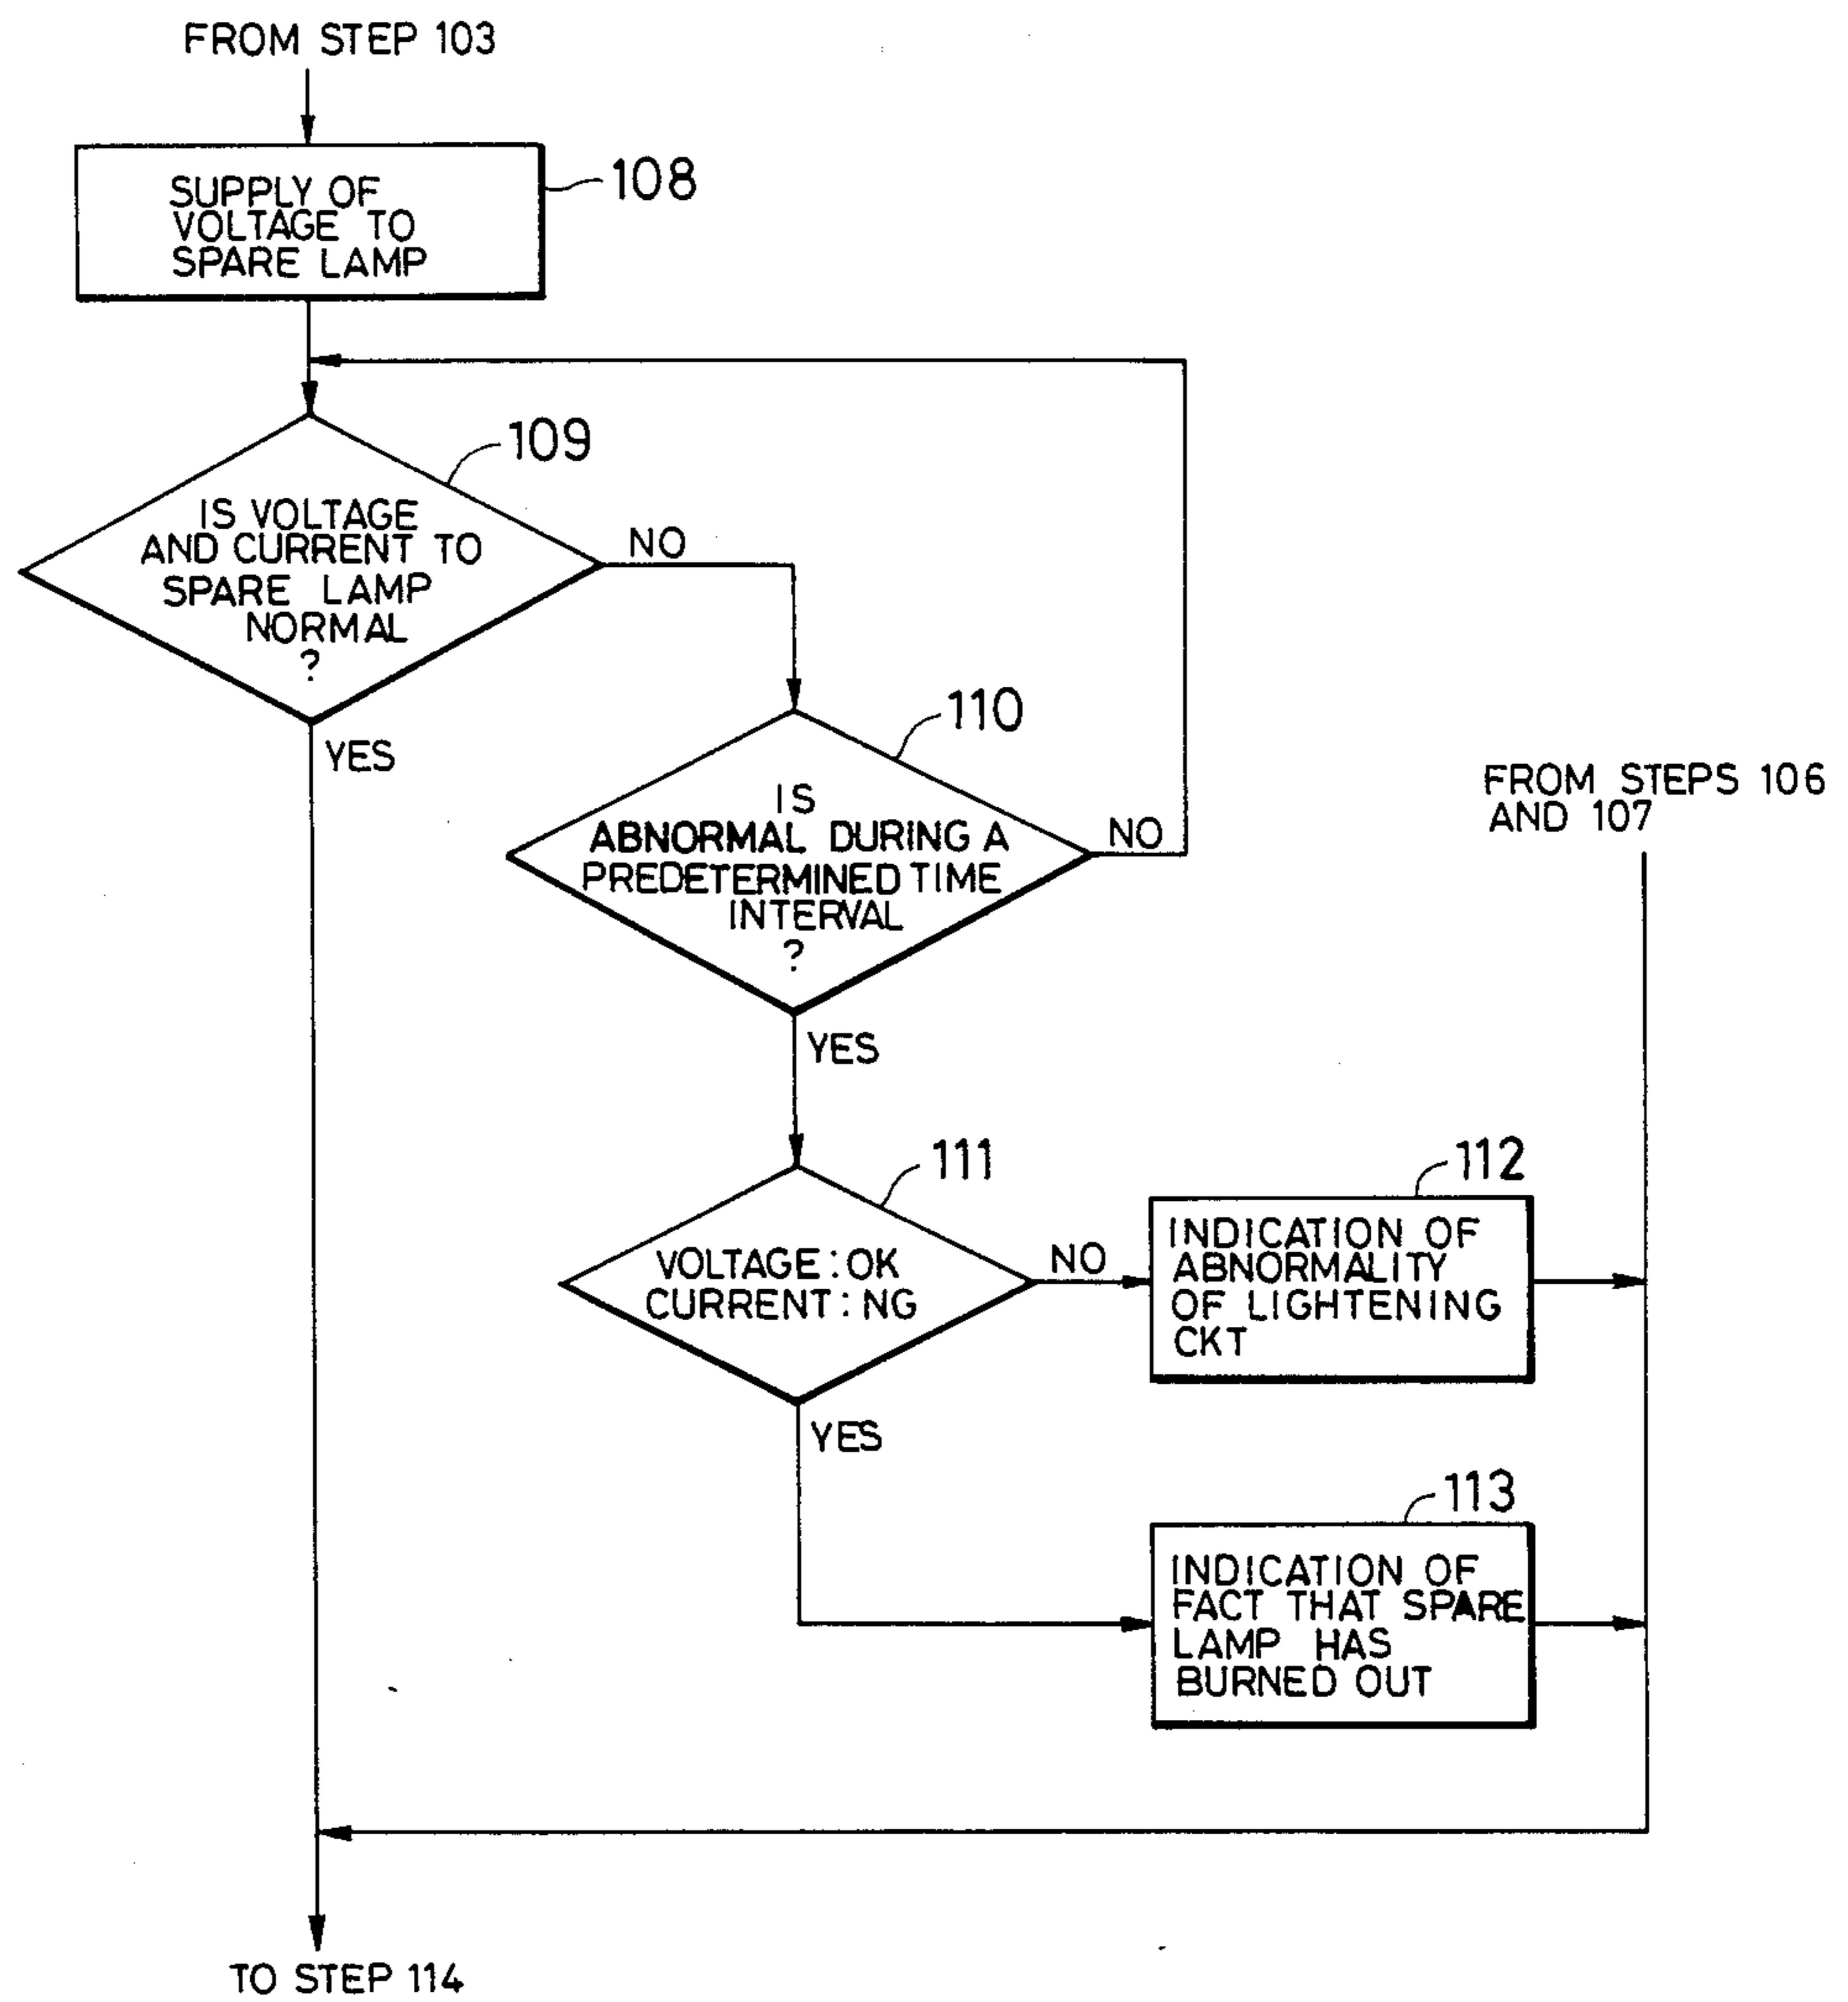 FROM STEP 103
SUPPLY OF
VOLTAGE TO
SPARE LAMP
108
109
IS VOLTAGE
AND CURRENT TO
SPARE LAMP
NORMAL
?
NO
YES
110
IS
ABNORMAL DURING A
PREDETERMINED TIME
INTERVAL
?
NO
YES
FROM STEPS 106
AND 107
111
VOLTAGE : OK
CURRENT : NG
NO
YES
112
INDICATION OF
ABNORMALITY
OF LIGHTENING
CKT
113
INDICATION OF
FACT THAT SPARE
LAMP HAS
BURNED OUT
TO STEP 114